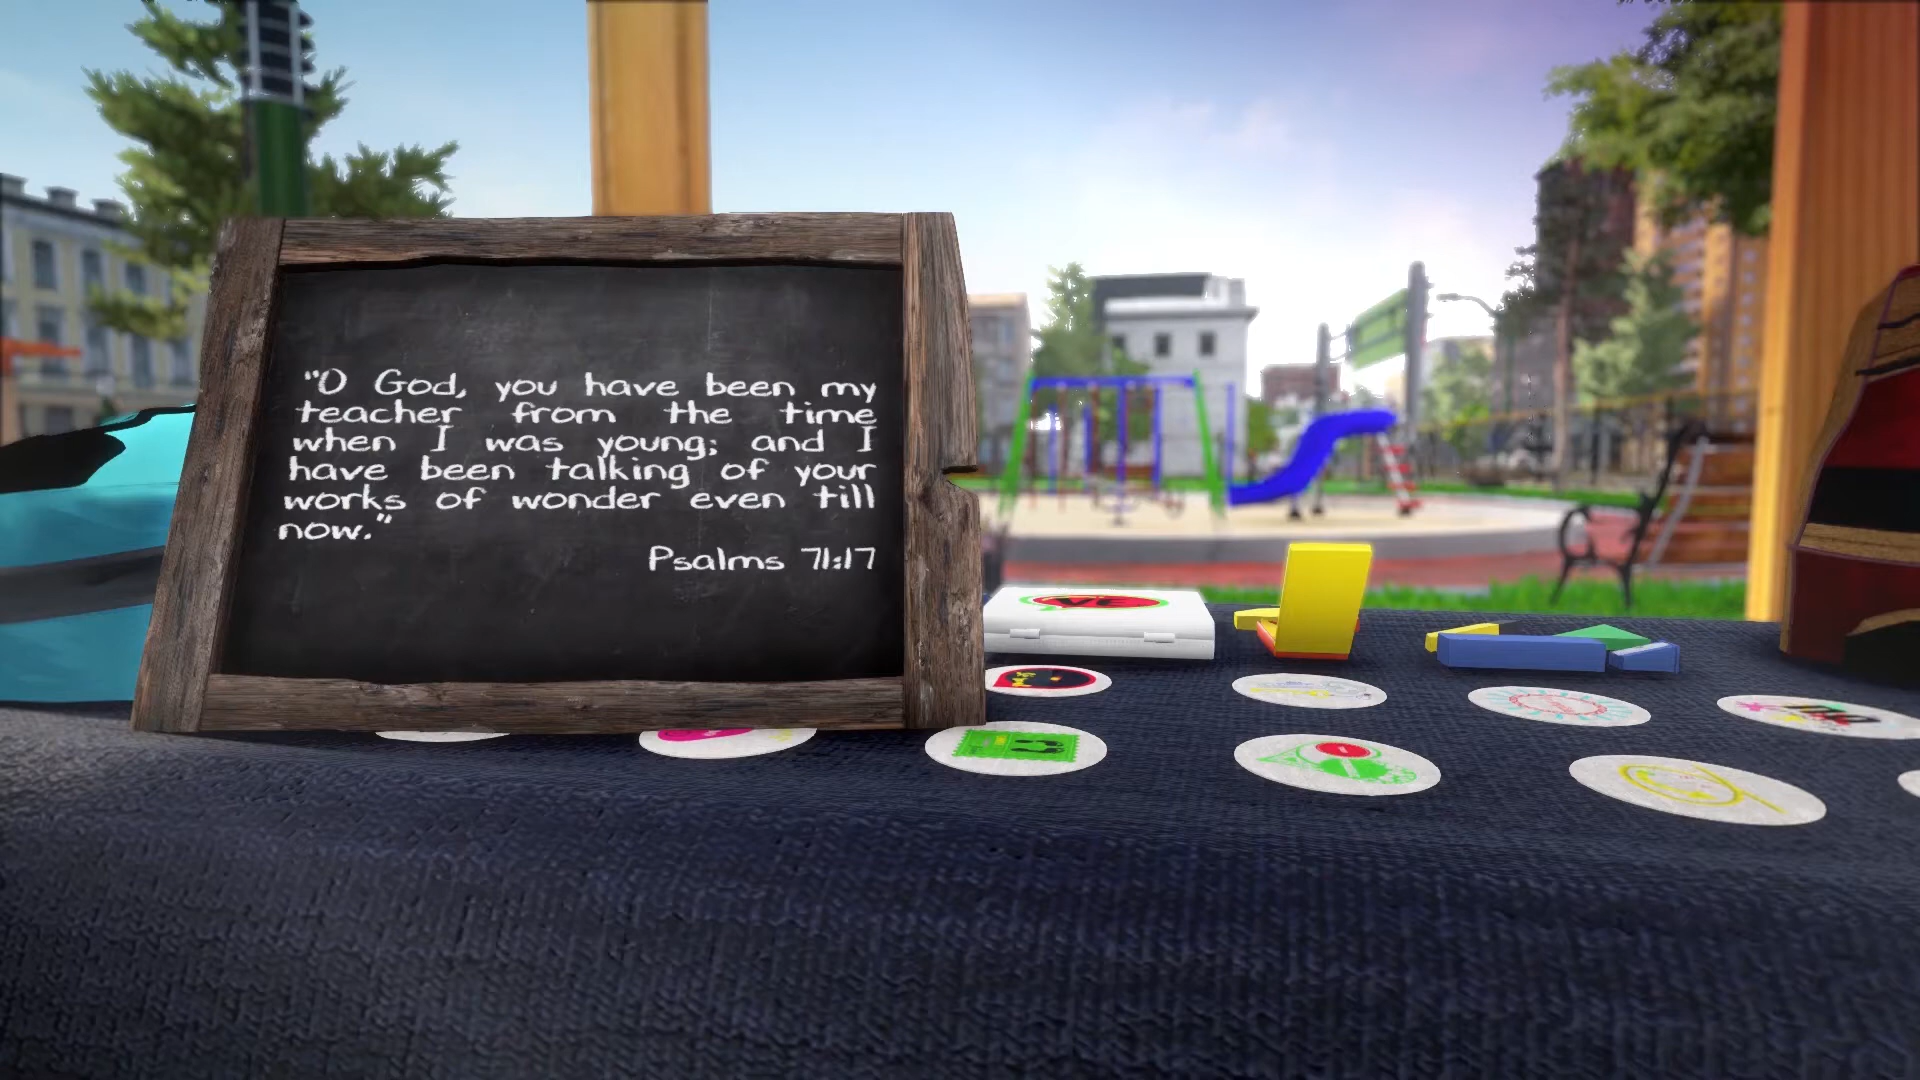 "O God, you have been my
teacher from the time
when I was young; and I
have been talking of your
works of wonder even till
now."
Psalms 71:17
VE